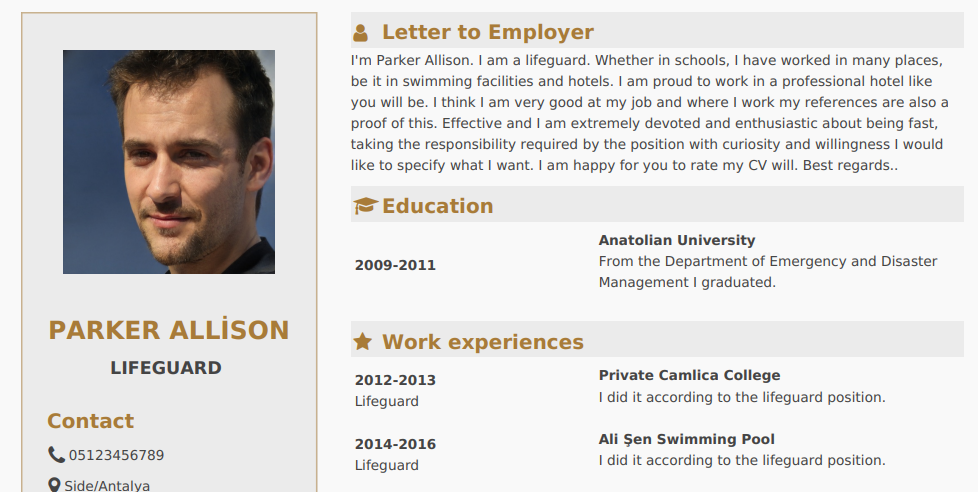 PARKER ALLİSON
LIFEGUARD
Contact
05123456789
Side/Antalya
Letter to Employer
I'm Parker Allison. I am a lifeguard. Whether in schools, I have worked in many places,
be it in swimming facilities and hotels. I am proud to work in a professional hotel like
you will be. I think I am very good at my job and where I work my references are also a
proof of this. Effective and I am extremely devoted and enthusiastic about being fast,
taking the responsibility required by the position with curiosity and willingness I would
like to specify what I want. I am happy for you to rate my CV will. Best regards..
Education
2009-2011
Anatolian University
From the Department of Emergency and Disaster
Management I graduated.
Work experiences
2012-2013
Lifeguard
Private Camlica College
I did it according to the lifeguard position.
2014-2016
Lifeguard
Ali Şen Swimming Pool
I did it according to the lifeguard position.